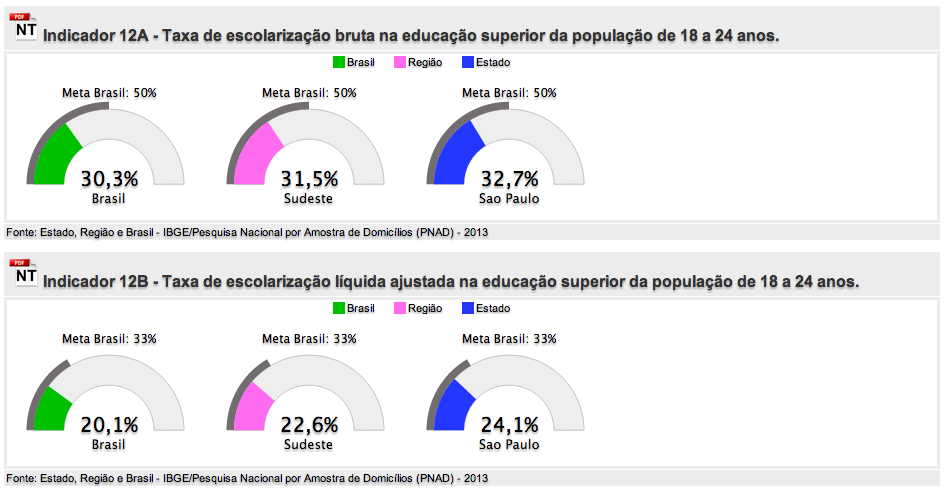 PDF
NT
Indicador 12A - Taxa de escolarização bruta na educação superior da população de 18 a 24 anos.
Brasil Região Estado
Meta Brasil: 50% Meta Brasil: 50% Meta Brasil: 50%
30,3% 31,5% 32,7%
Brasil Sudeste Sao Paulo
Fonte: Estado, Região e Brasil - IBGE/Pesquisa Nacional por Amostra de Domicílios (PNAD) - 2013
PDF
NT
Indicador 12B - Taxa de escolarização líquida ajustada na educação superior da população de 18 a 24 anos.
Brasil Região Estado
Meta Brasil: 33% Meta Brasil: 33% Meta Brasil: 33%
20,1% 22,6% 24,1%
Brasil Sudeste Sao Paulo
Fonte: Estado, Região e Brasil - IBGE/Pesquisa Nacional por Amostra de Domicílios (PNAD) - 2013